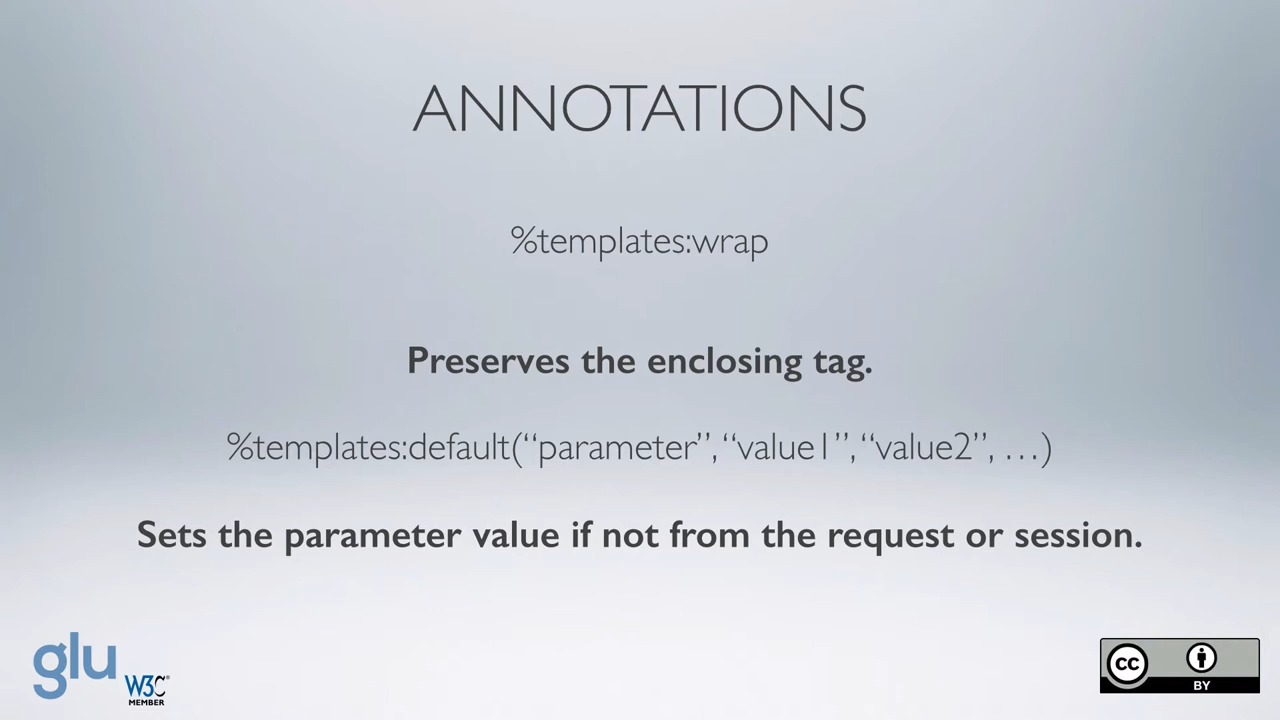 ANNOTATIONS
%templates:wrap
Preserves the enclosing tag.
%templates:default(“parameter”, “value1”, “value2”, …)
Sets the parameter value if not from the request or session.
glu
W3C®
MEMBER
cc
BY